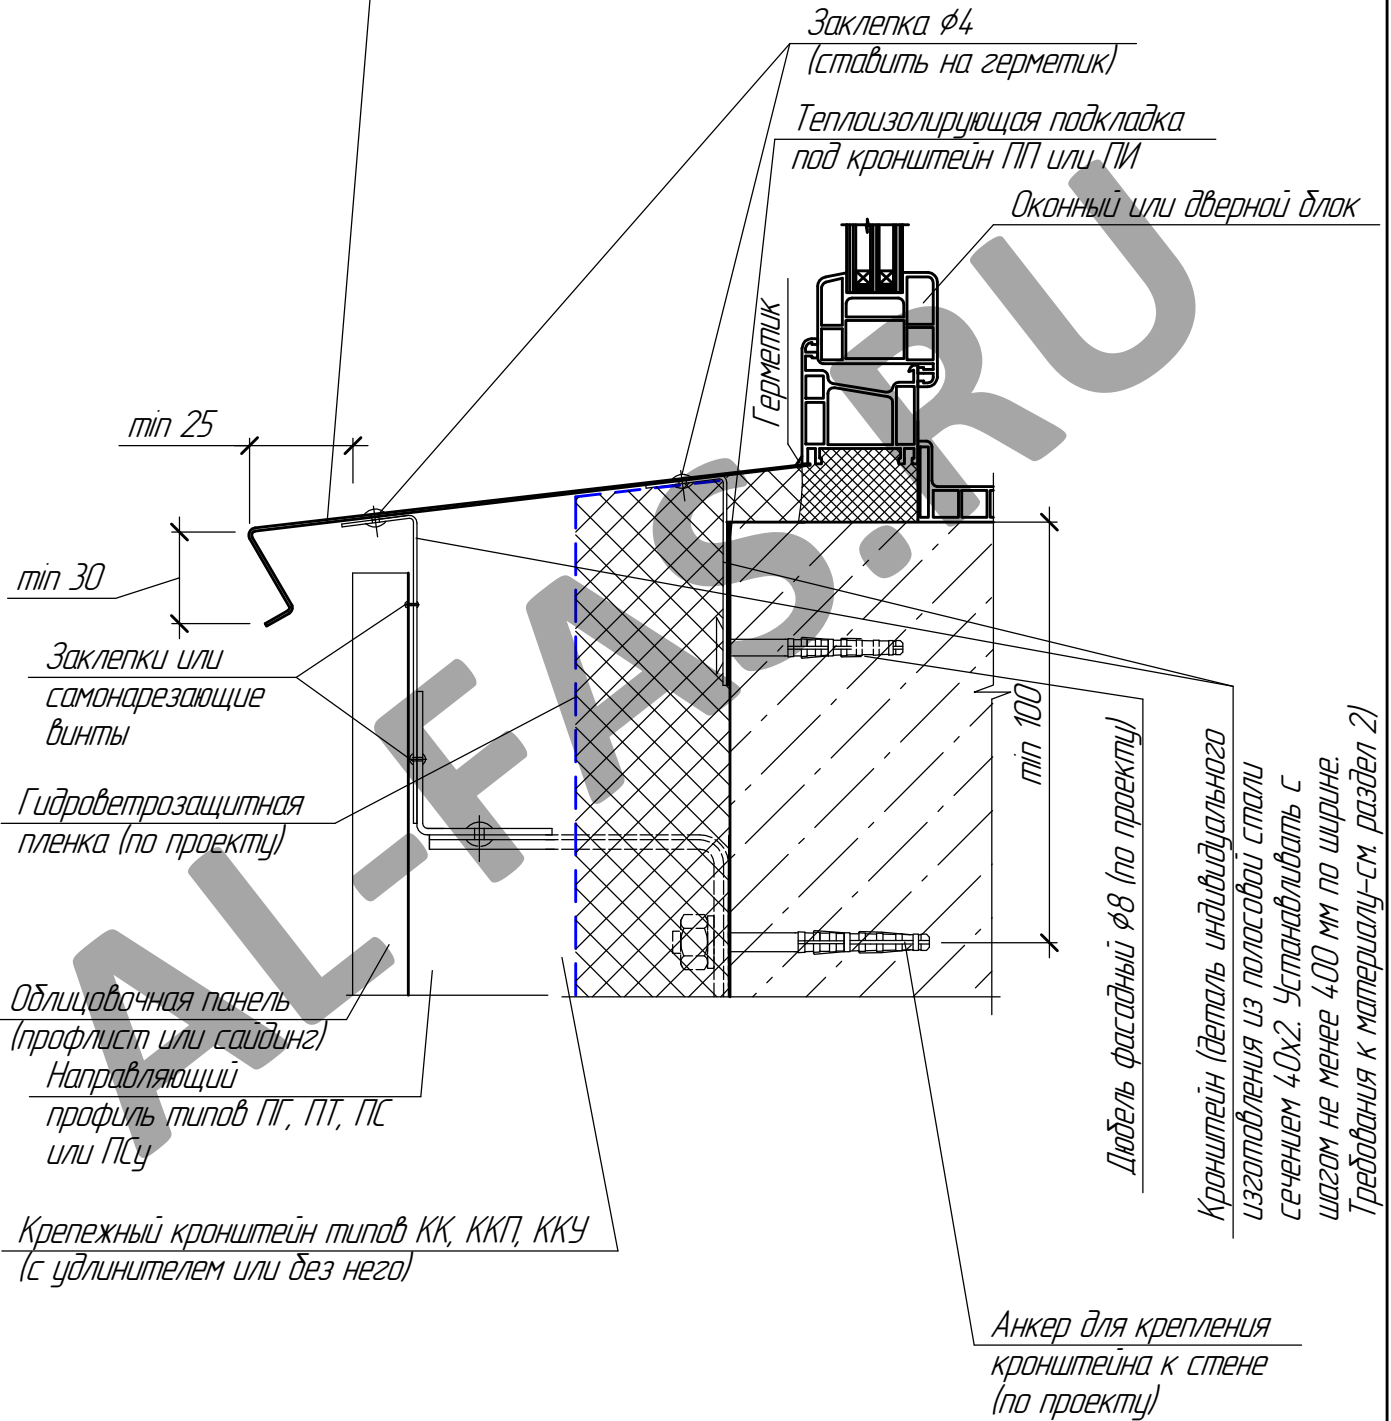 Заклепка ϕ4
(ставить на герметик)
Теплоизолирующая подкладка
под кронштейн ПП или ПИ
Оконный или дверной блок
Герметик
min 25
min 30
Заклепки или
самонарезающие
винты
Гидроветрозащитная
пленка (по проекту)
Облицовочная панель
(профлист или сайдинг)
Направляющий
профиль типов ПГ, ПТ, ПС
или ПСу
Крепежный кронштейн типов КК, ККП, ККУ
(с удлинителем или без него)
min 100
Дюбель фасадный ϕ8 (по проекту)
Кронштейн (деталь индивидуального
изготовления из полосовой стали
сечением 40х2. Устанавливать с
шагом не менее 400 мм по ширине.
Требования к материалу-см. раздел 2)
Анкер для крепления
кронштейна к стене
(по проекту)
AL-FAS.RU